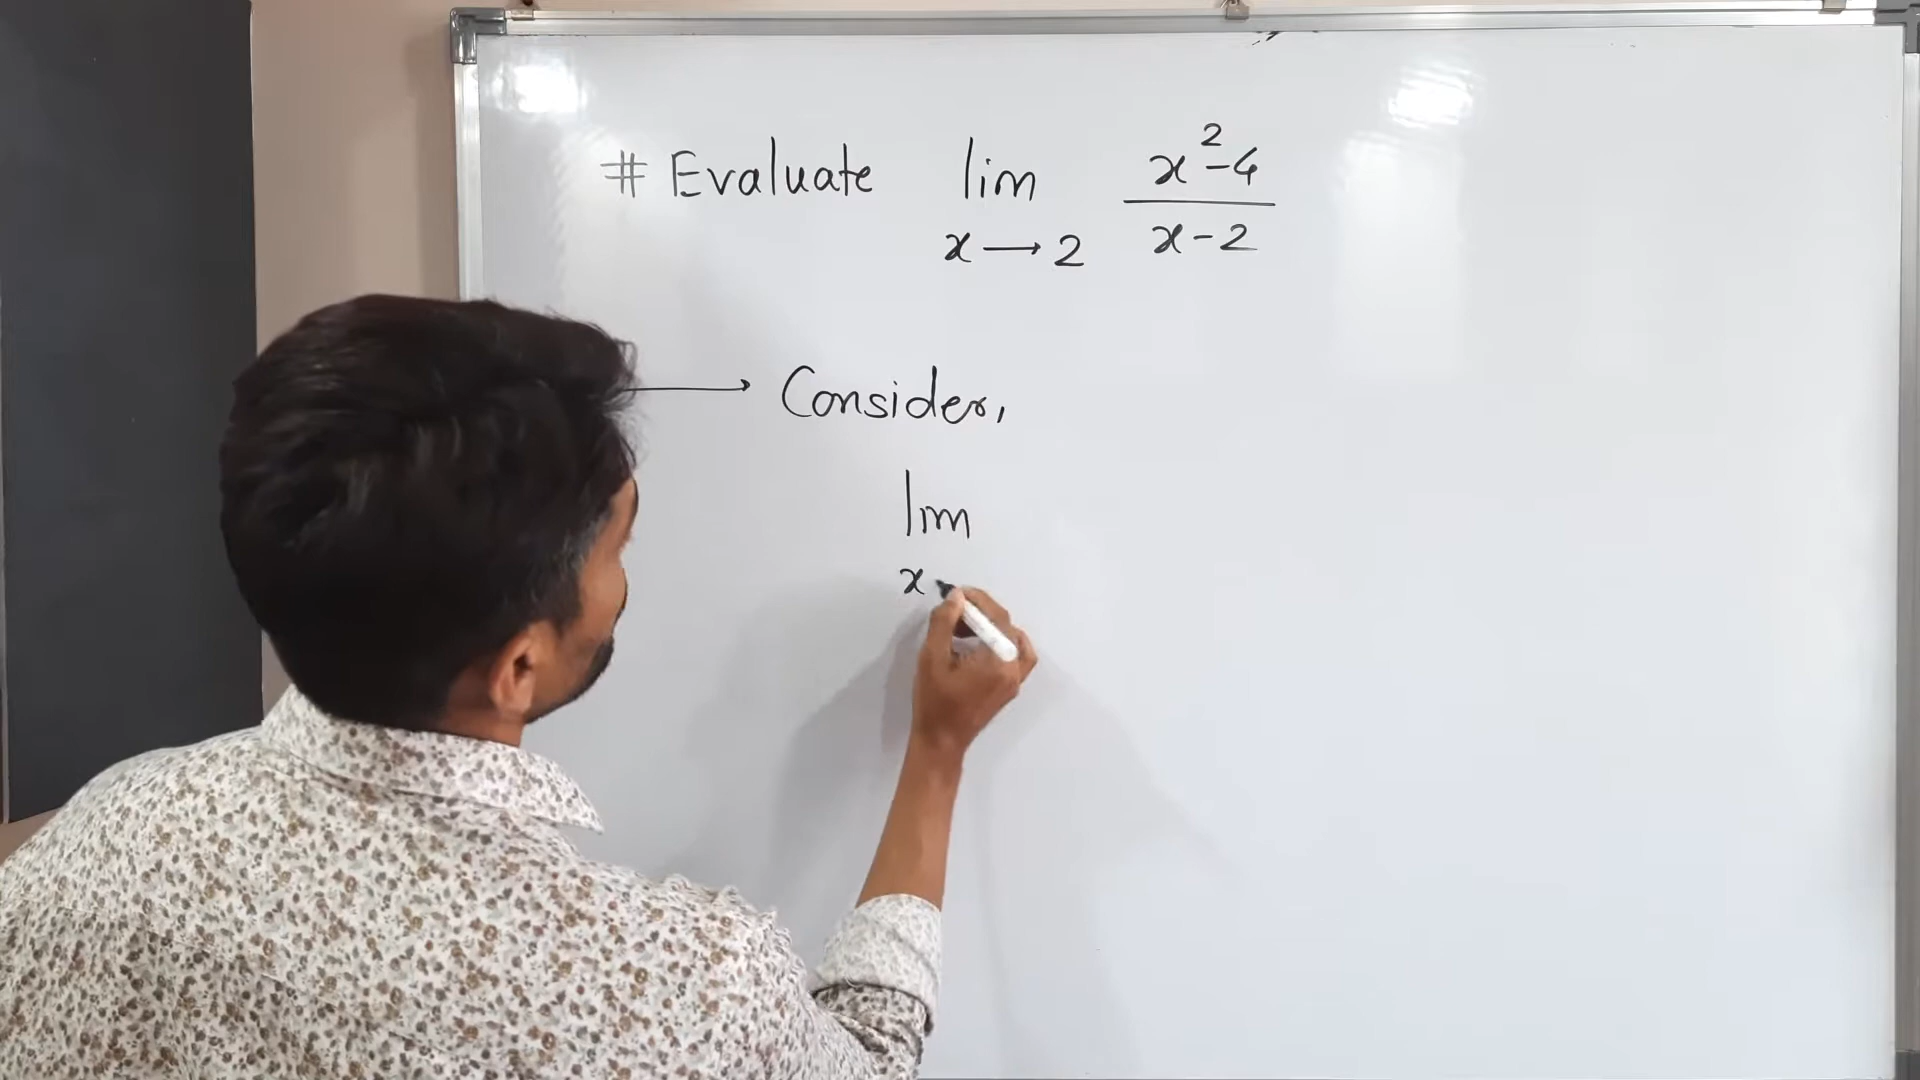 # Evaluate lim x²-4
x → 2 x-2
→ Consider,
lim
x